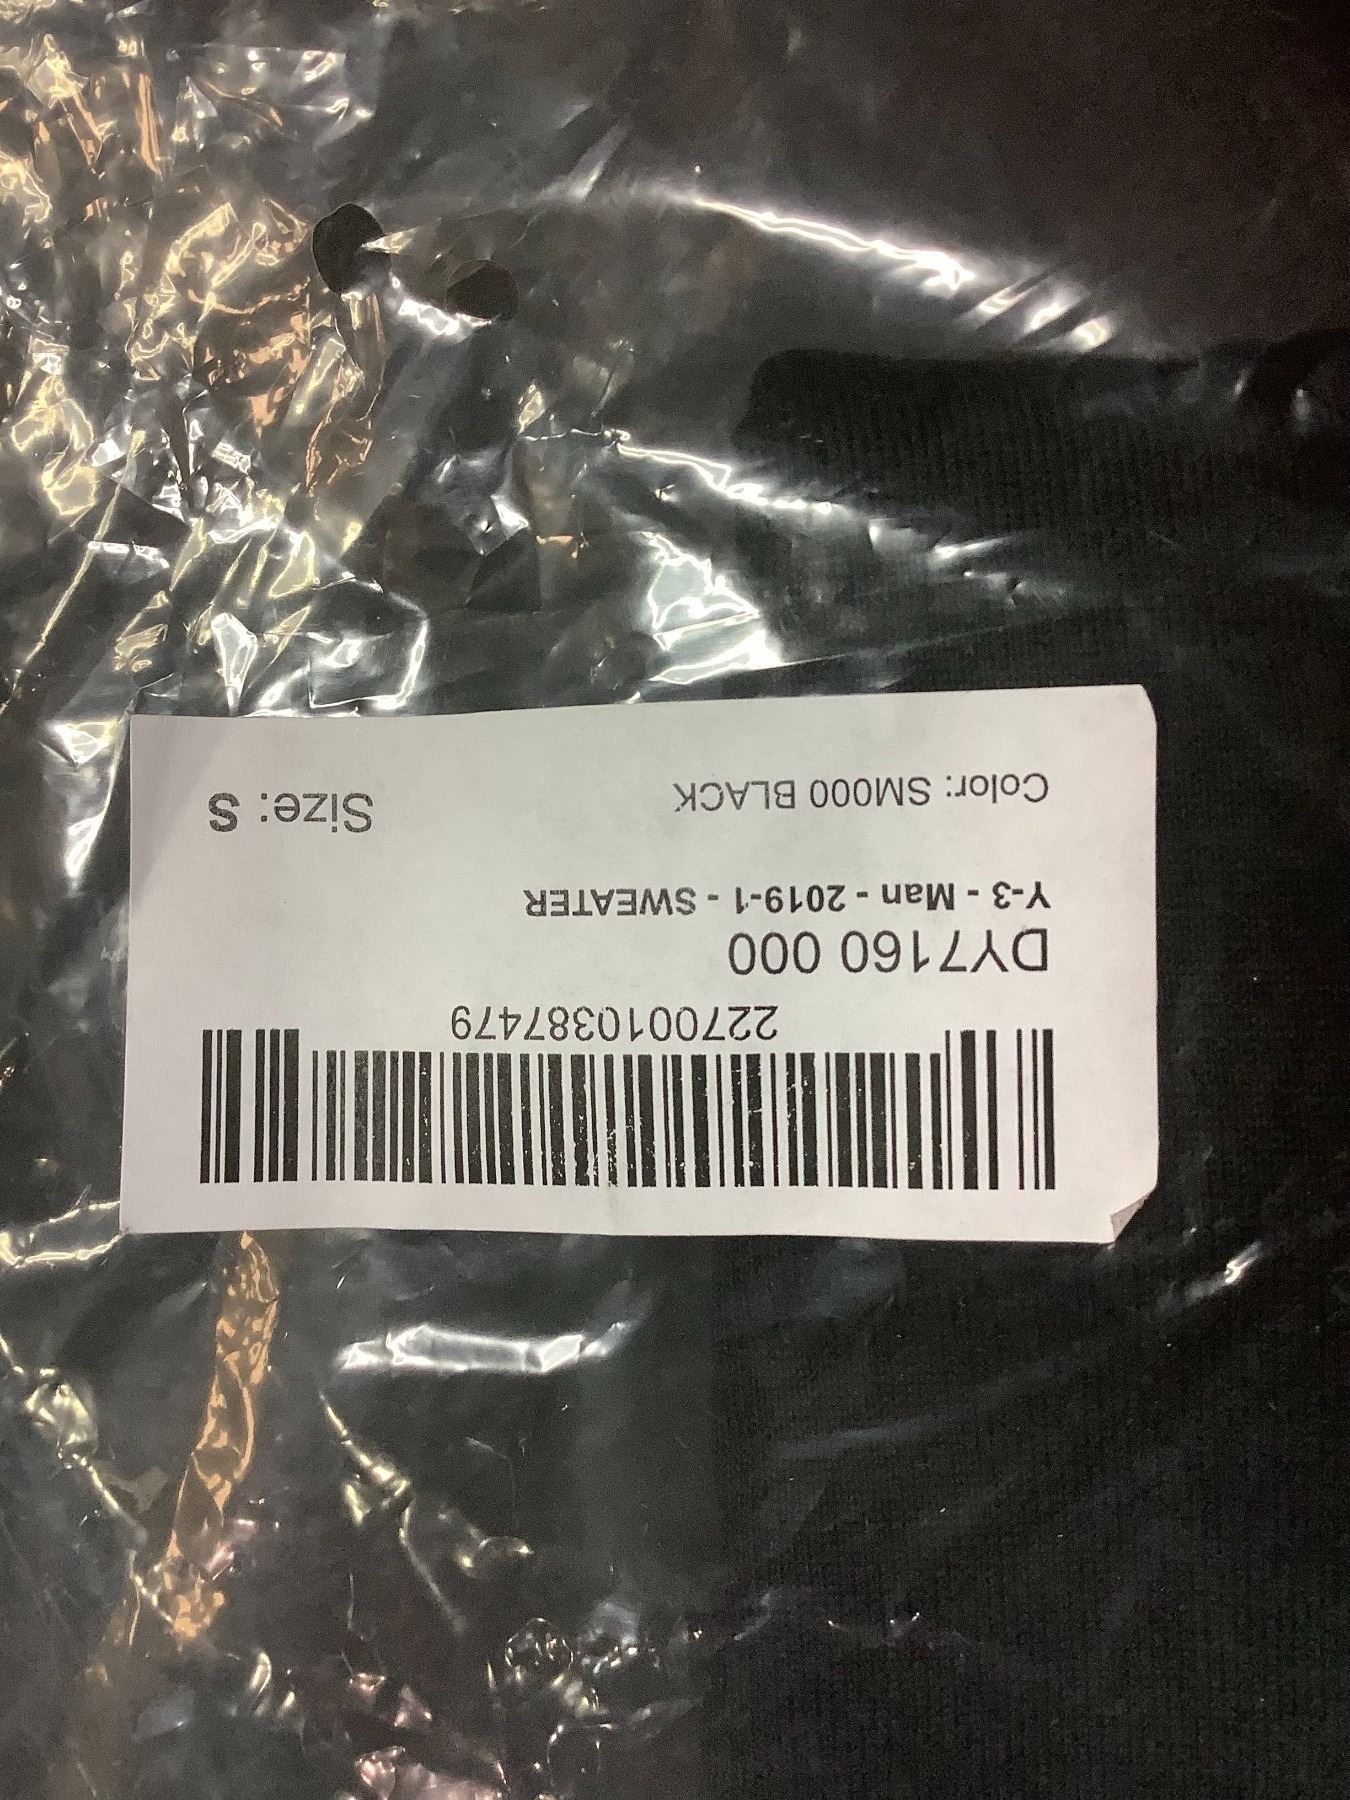 2270010387479
DY7160 000
Y-3 - Man - 2019-1 - SWEATER
Color: SM000 BLACK
Size: S